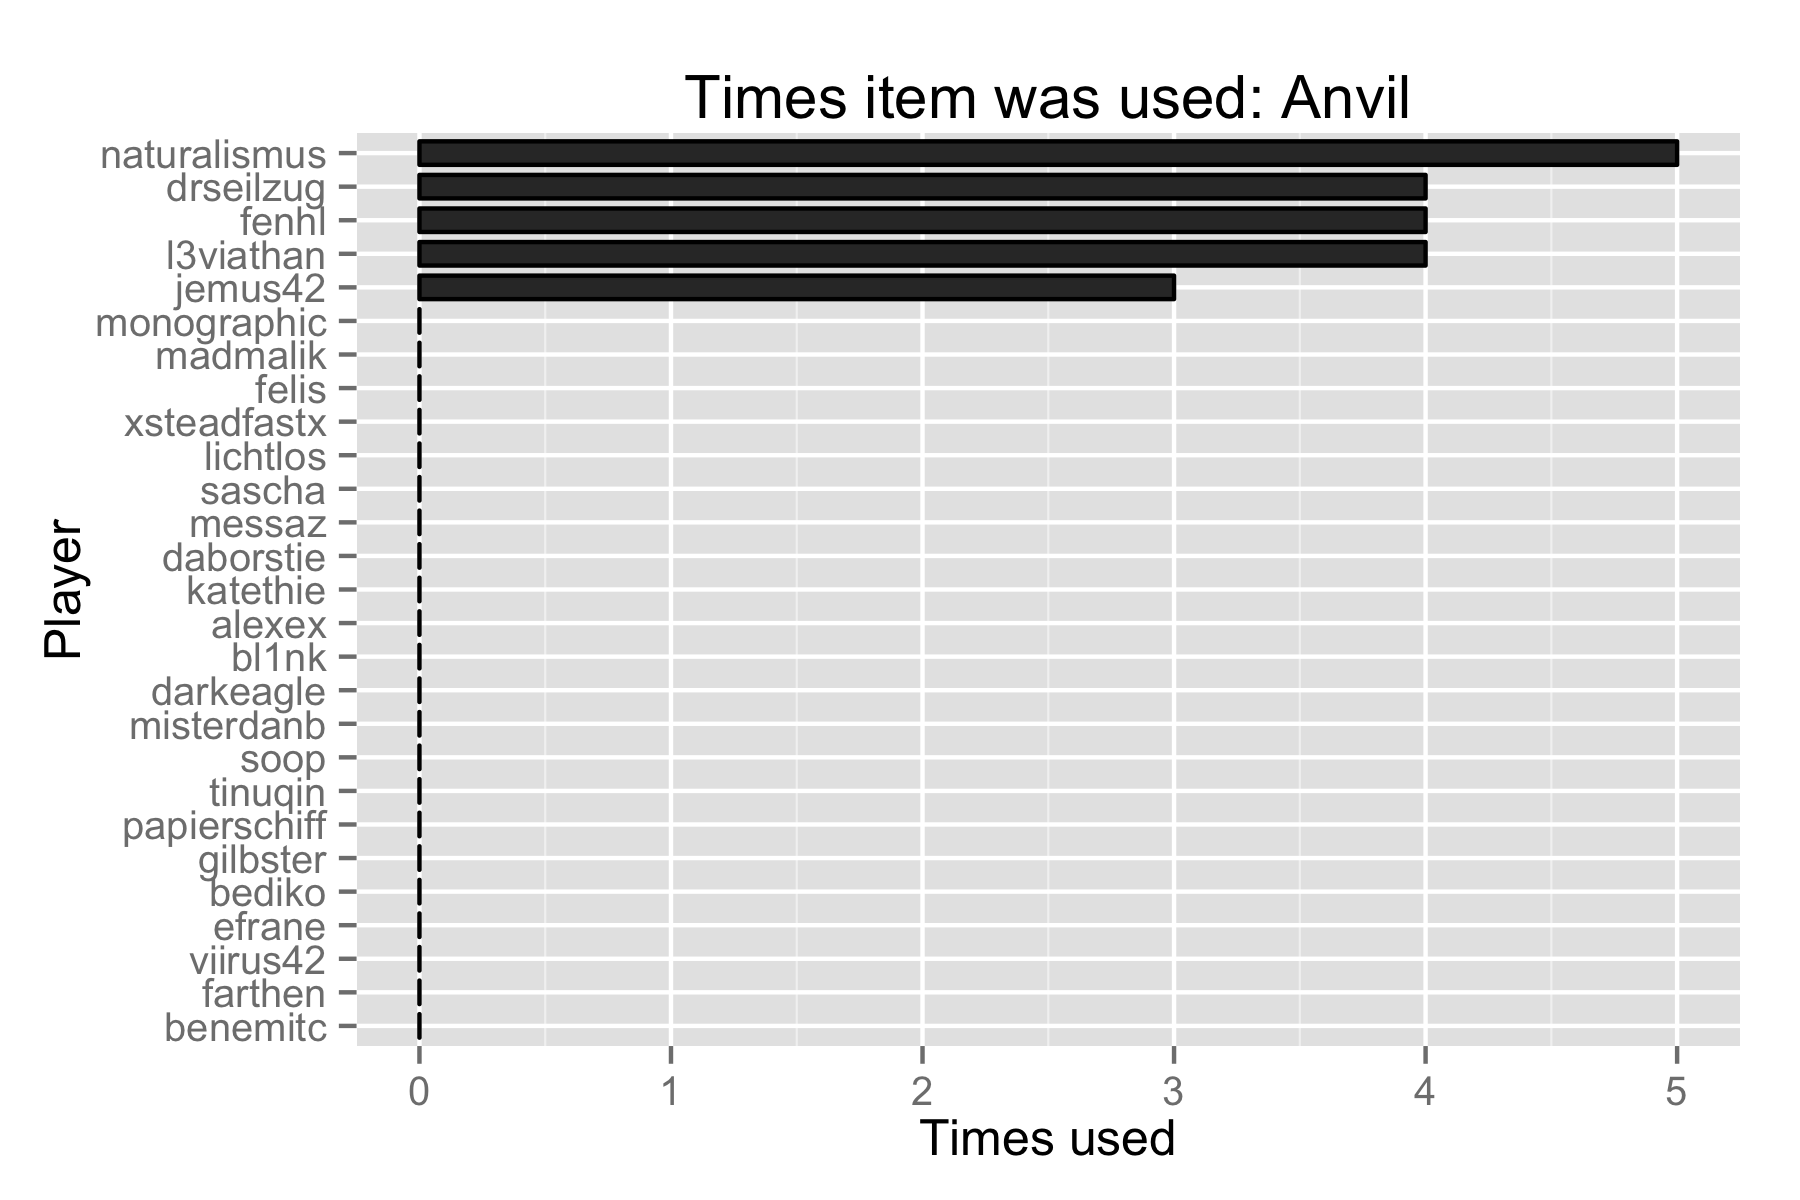 Times item was used: Anvil
naturalismus
drseilzug
fenhl
l3viathan
jemus42
monographic
madmalik
felis
xsteadfastx
lichtlos
sascha
messaz
daborstie
katethie
alexex
bl1nk
darkeagle
misterdanb
soop
tinuqin
papierschiff
gilbster
bediko
efrane
viirus42
farthen
benemitc
Player
0 1 2 3 4 5
Times used